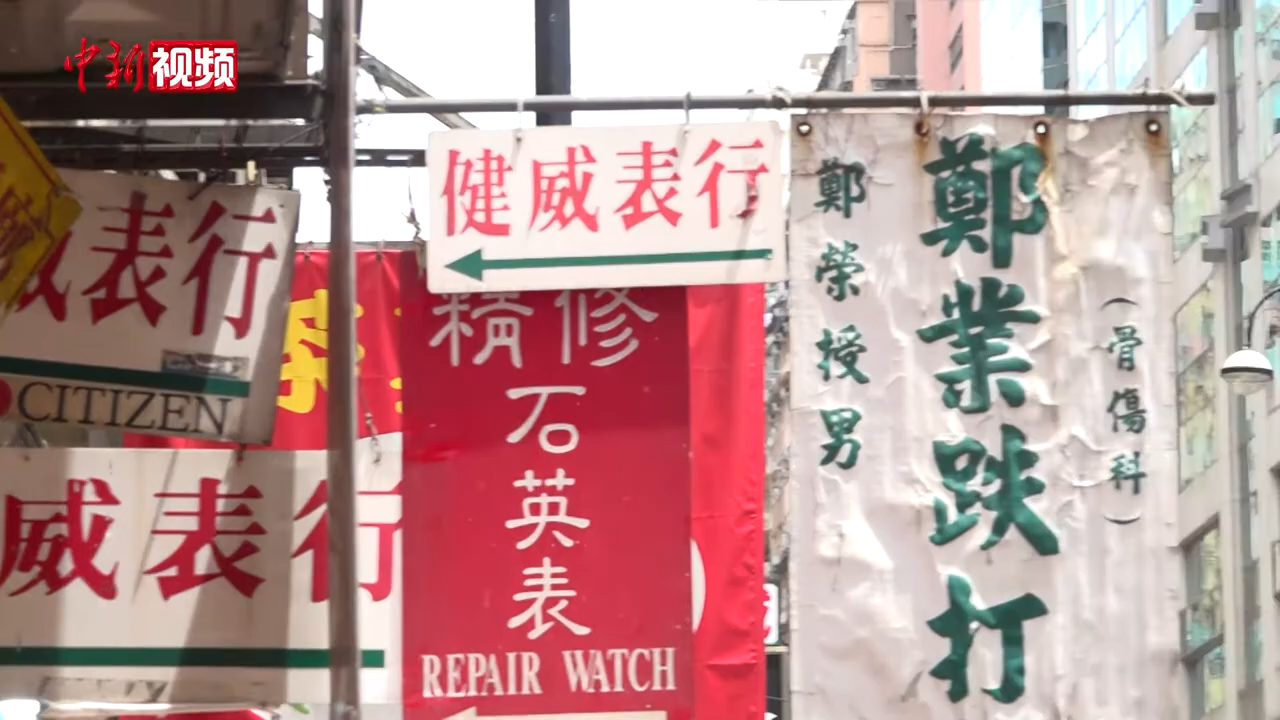 中新视频
健威表行
威表行
CITIZEN
威表行
精修
石英表
REPAIR WATCH
鄭榮授男
鄭業跌打
（骨傷科）